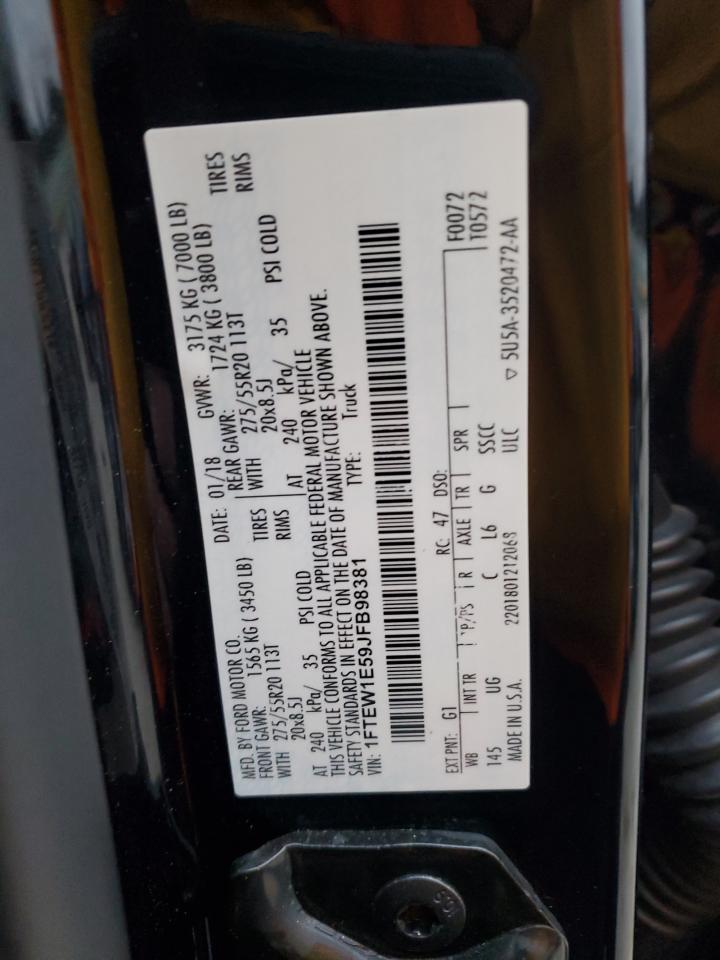 MFD. BY FORD MOTOR CO.
DATE: 01/18 GVWR: 3175 KG ( 7000 LB)
FRONT GAWR: 1565 KG ( 3450 LB) REAR GAWR: 1724 KG ( 3800 LB)
WITH 275/55R20 113T TIRES WITH 275/55R20 113T TIRES
20x8.5J RIMS 20x8.5J RIMS
AT 240 kPa/ 35 PSI COLD AT 240 kPa/ 35 PSI COLD
THIS VEHICLE CONFORMS TO ALL APPLICABLE FEDERAL MOTOR VEHICLE
SAFETY STANDARDS IN EFFECT ON THE DATE OF MANUFACTURE SHOWN ABOVE.
VIN: 1FTEW1E59JFB98381 TYPE: Truck
F0072
EXT PNT: G1 RC: 47 DSO: T0572
WB INT TR TP/PS R AXLE TR SPR
145 UG C L6 G SSCC
MADE IN U.S.A. 22018012120 ULC ▽ 5U5A-3520472-AA